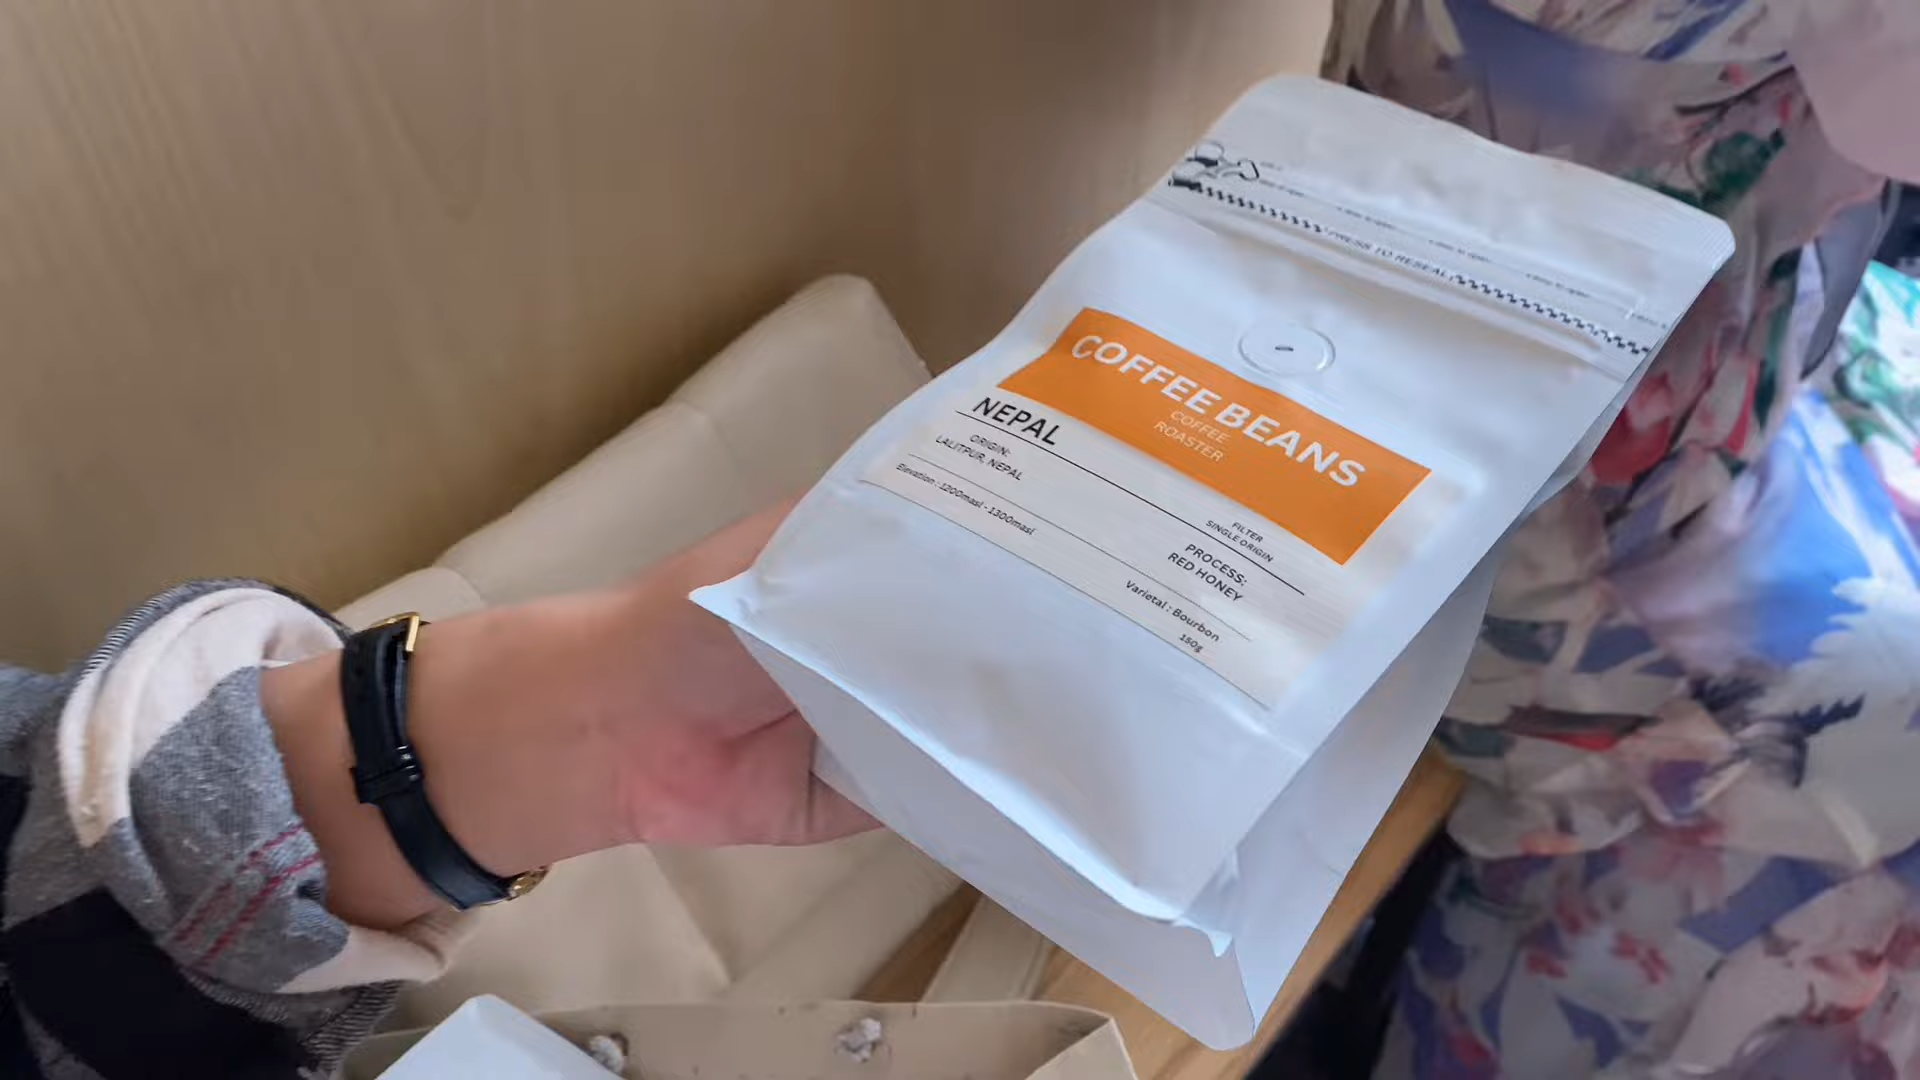 PRESS TO RESEAL
COFFEE BEANS
COFFEE
ROASTER
NEPAL
ORIGIN:
LALITPUR, NEPAL
FILTER
SINGLE ORIGIN
PROCESS:
RED HONEY
Elevation : 1200masl - 1300masl
Varietal : Bourbon
150g